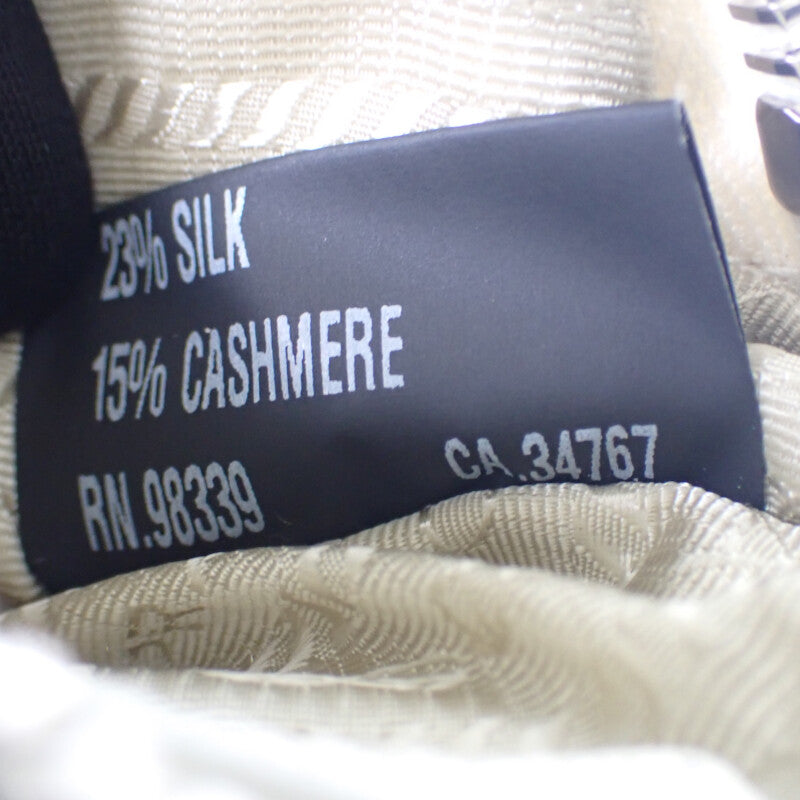 23% SILK
15% CASHMERE
RN.98339 CA.34767